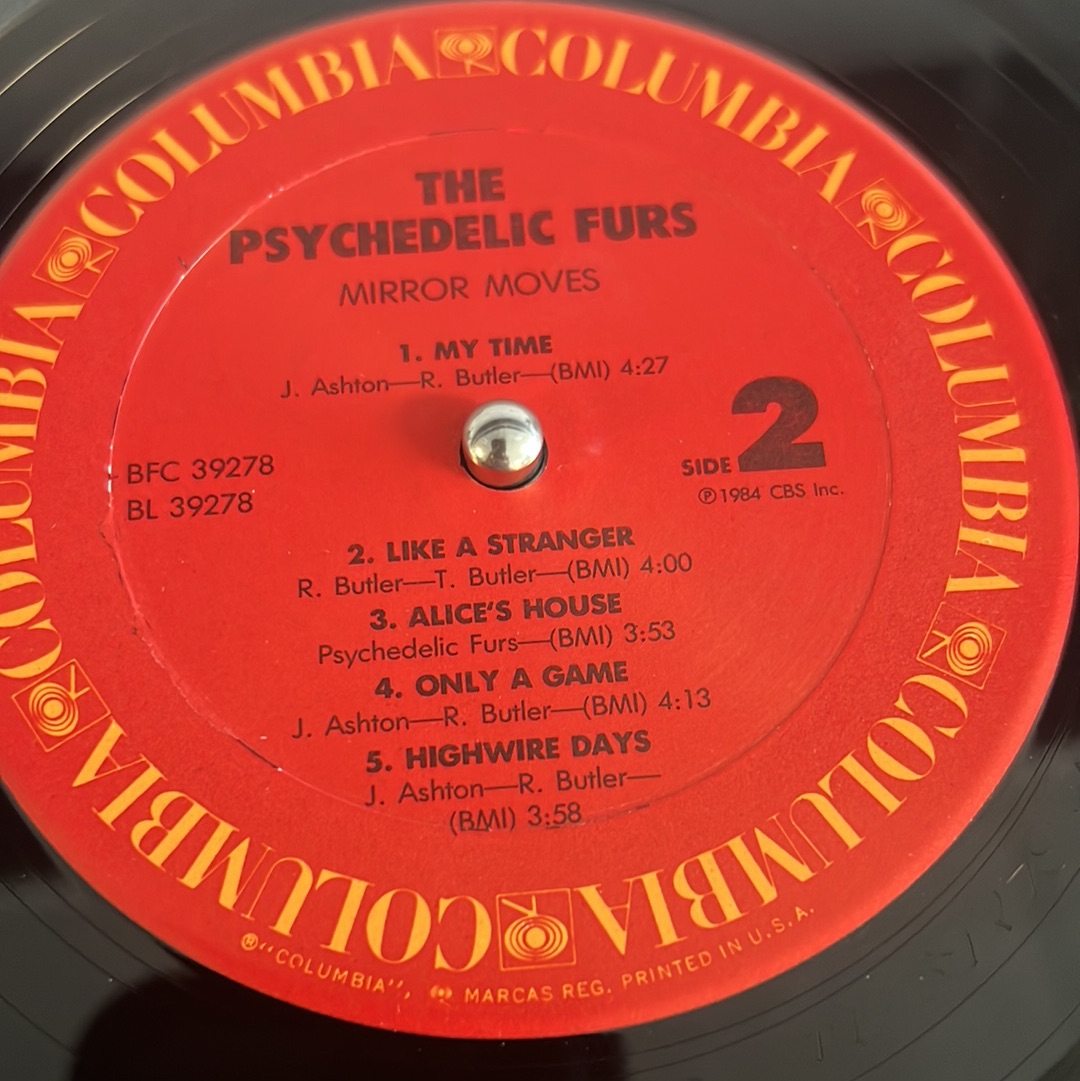 COLUMBIA COLUMBIA COLUMBIA COLUMBIA COLUMBIA COLUMBIA
THE
PSYCHEDELIC FURS
MIRROR MOVES
1. MY TIME
J. Ashton—R. Butler—(BMI) 4:27
BFC 39278
BL 39278
SIDE 2
℗ 1984 CBS Inc.
2. LIKE A STRANGER
R. Butler—T. Butler—(BMI) 4:00
3. ALICE'S HOUSE
Psychedelic Furs—(BMI) 3:53
4. ONLY A GAME
J. Ashton—R. Butler—(BMI) 4:13
5. HIGHWIRE DAYS
J. Ashton—R. Butler—
(BMI) 3:58
®"COLUMBIA", MARCAS REG. PRINTED IN U.S.A.